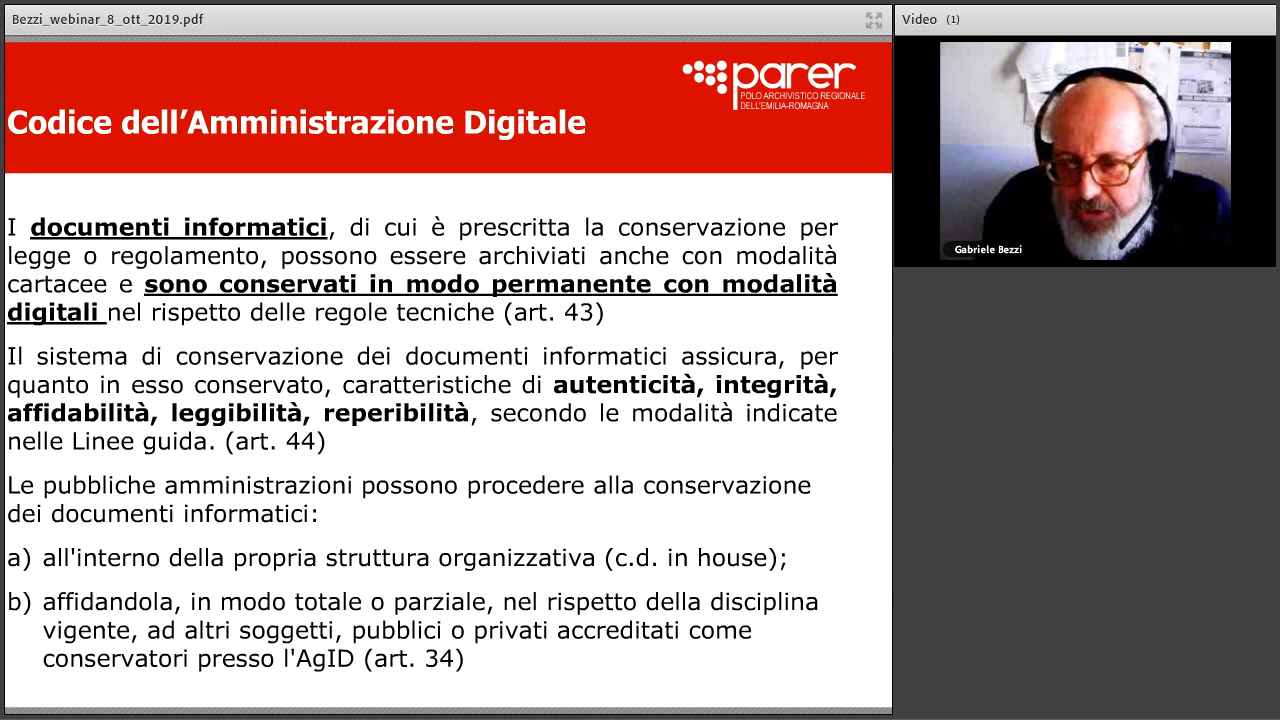 Bezzi_webinar_8_ott_2019.pdf
Video (1)
parer
POLO ARCHIVISTICO REGIONALE
DELL'EMILIA-ROMAGNA
Codice dell’Amministrazione Digitale
I documenti informatici, di cui è prescritta la conservazione per
legge o regolamento, possono essere archiviati anche con modalità
cartacee e sono conservati in modo permanente con modalità
digitali nel rispetto delle regole tecniche (art. 43)
Il sistema di conservazione dei documenti informatici assicura, per
quanto in esso conservato, caratteristiche di autenticità, integrità,
affidabilità, leggibilità, reperibilità, secondo le modalità indicate
nelle Linee guida. (art. 44)
Le pubbliche amministrazioni possono procedere alla conservazione
dei documenti informatici:
a) all'interno della propria struttura organizzativa (c.d. in house);
b) affidandola, in modo totale o parziale, nel rispetto della disciplina
vigente, ad altri soggetti, pubblici o privati accreditati come
conservatori presso l'AgID (art. 34)
Gabriele Bezzi